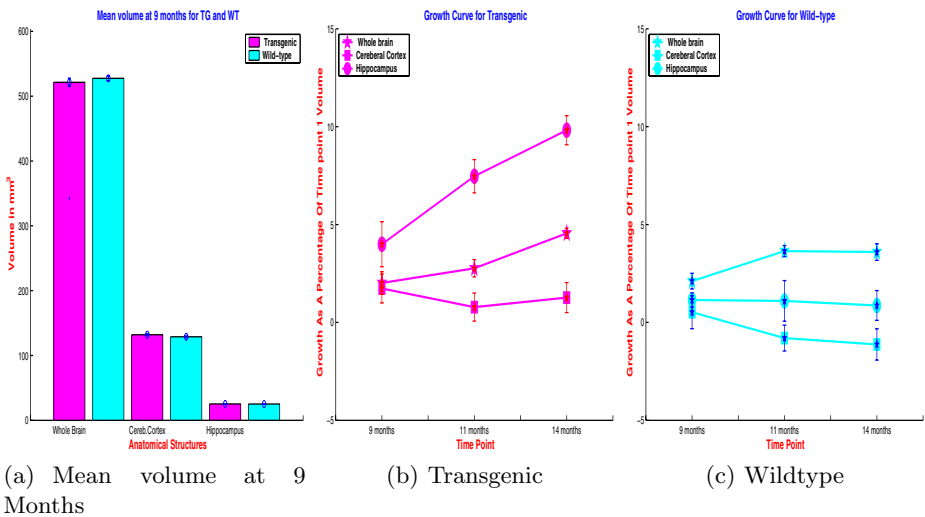 Mean volume at 9 months for TG and WT
600
500
400
300
200
100
0
Volume in mm³
Transgenic
Wild-type
Whole Brain
Cereb.Cortex
Hippocampus
Anatomical Structures
Growth Curve for Transgenic
15
10
5
0
-5
Growth As A Percentage Of Time point 1 Volume
Whole brain
Cereberal Cortex
Hippocampus
9 months
11 months
14 months
Time Point
Growth Curve for Wild-type
15
10
5
0
-5
Growth As A Percentage Of Time point 1 Volume
Whole brain
Cereberal Cortex
Hippocampus
9 months
11 months
14 months
Time Point
(a) Mean volume at 9
Months
(b) Transgenic
(c) Wildtype